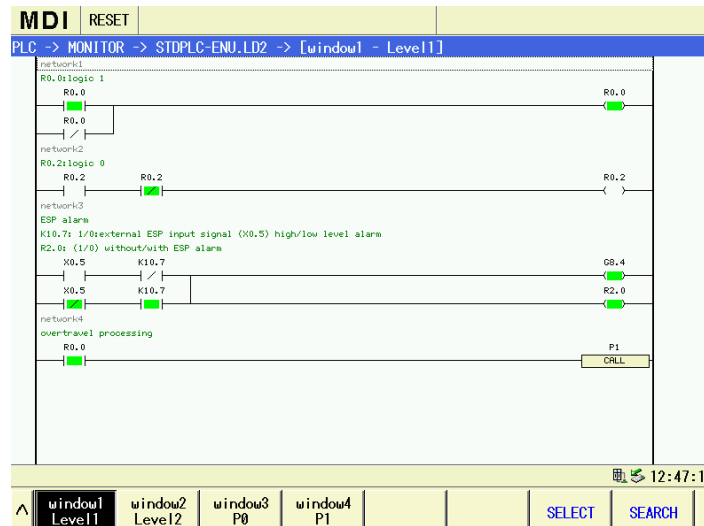 MDI RESET
PLC -> MONITOR -> STDPLC-ENU.LD2 -> [window1 - Level1]
network1
R0.0:logic 1
R0.0 R0.0
R0.0
network2
R0.2:logic 0
R0.2 R0.2 R0.2
network3
ESP alarm
K10.7: 1/0:external ESP input signal (X0.5) high/low level alarm
R2.0: (1/0) without/with ESP alarm
X0.5 K10.7 G8.4
X0.5 K10.7 R2.0
network4
overtravel processing
R0.0 P1
CALL
12:47:1
window1 window2 window3 window4
Level1 Level2 P0 P1 SELECT SEARCH